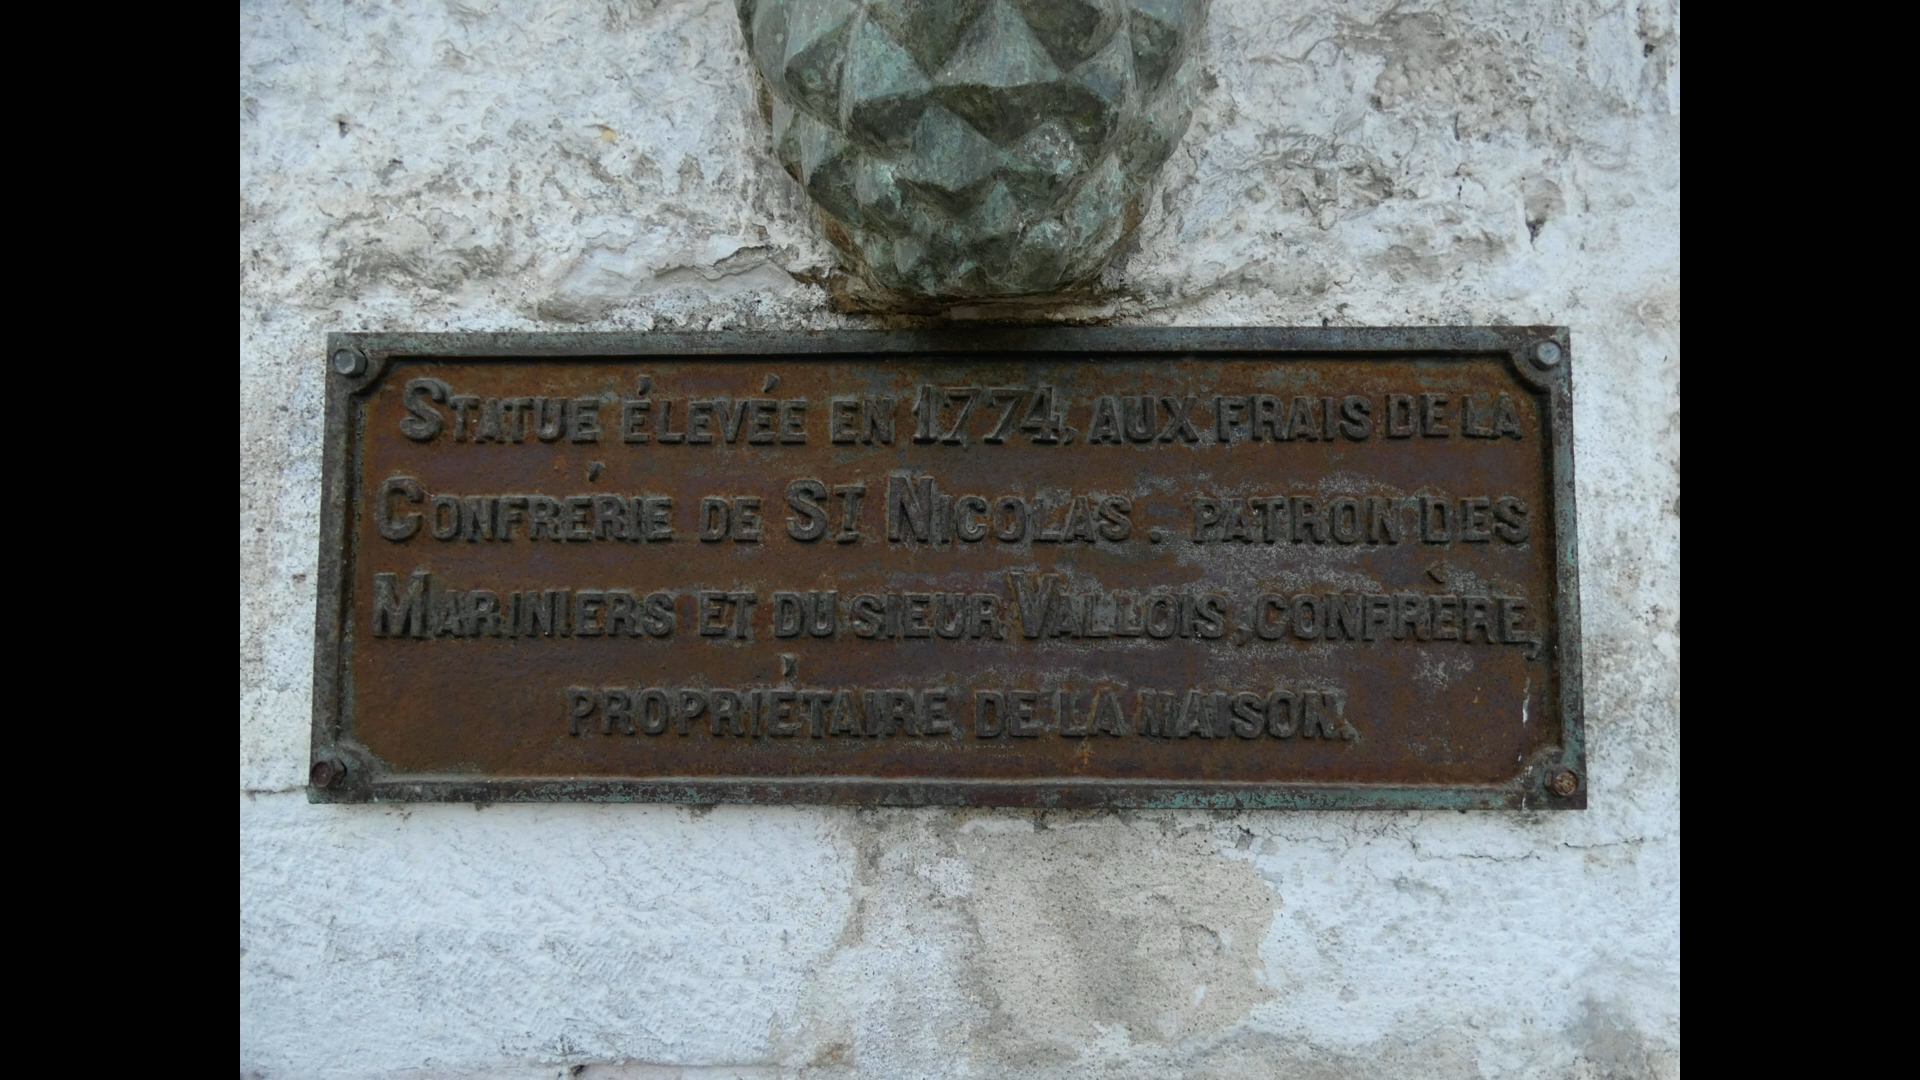 STATUE ÉLEVÉE EN 1774, AUX FRAIS DE LA
CONFRÉRIE DE ST NICOLAS. PATRON DES
MARINIERS ET DU SIEUR VALLOIS, CONFRÈRE,
PROPRIÉTAIRE DE LA MAISON.